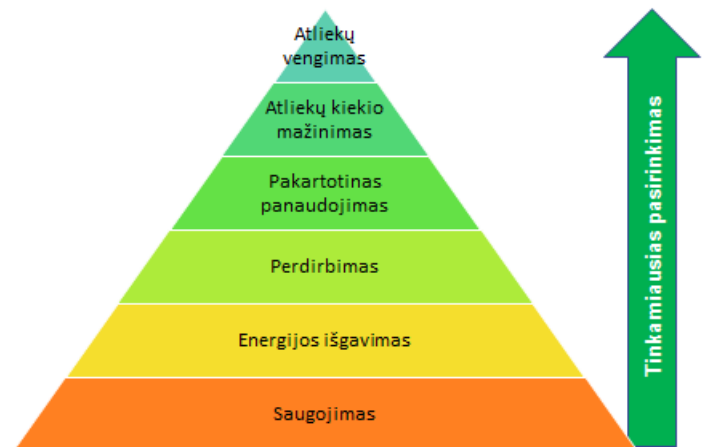 Atliekų
vengimas
Atliekų kiekio
mažinimas
Pakartotinas
panaudojimas
Perdirbimas
Energijos išgavimas
Saugojimas
Tinkamiausias pasirinkimas